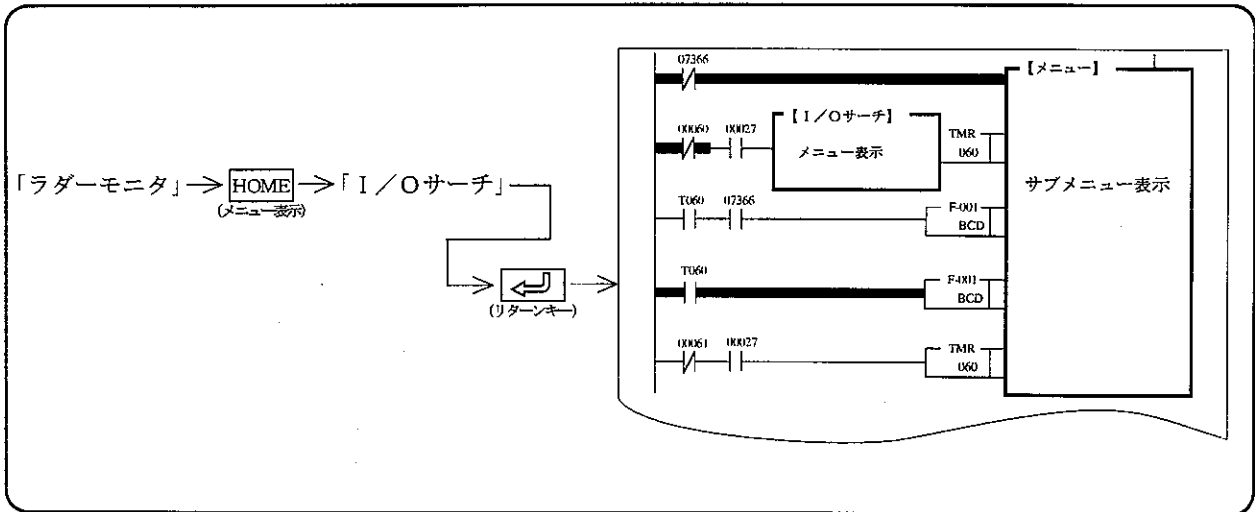 「ラダーモニタ」→ HOME →「I／Oサーチ」
(メニュー表示)
(リターンキー)
07366
【メニュー】
サブメニュー表示
00060 00027
【I／Oサーチ】
メニュー表示
TMR
060
T060 07366
F-001
BCD
T060
F-001
BCD
00061 00027
TMR
060